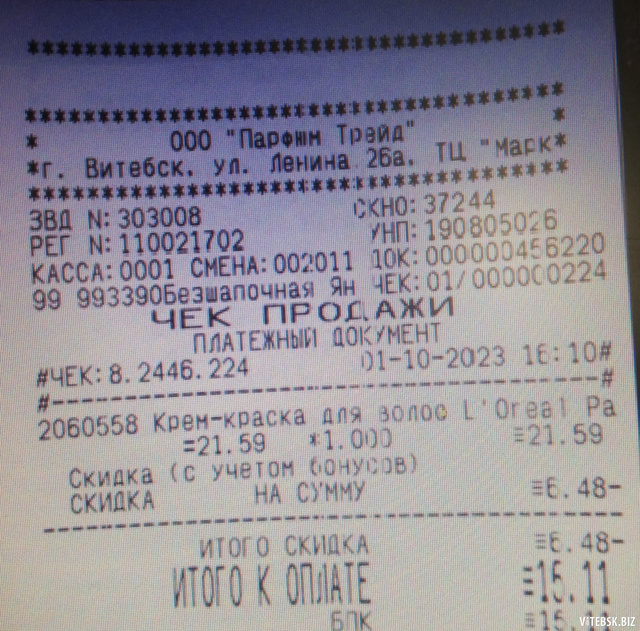 ****************************************
****************************************
* ООО "Парфюм Трейд" *
*г. Витебск, ул. Ленина 26а, ТЦ "Марк*
****************************************
ЗВД N: 303008 СКНО: 37244
РЕГ N: 110021702 УНП: 190805026
КАССА: 0001 СМЕНА: 002011 ДОК: 000000456220
99 993390Безшапочная Ян ЧЕК: 01/000000224
ЧЕК ПРОДАЖИ
ПЛАТЕЖНЫЙ ДОКУМЕНТ
#ЧЕК: 8.2446.224 01-10-2023 16:10#
#----------------------------------------#
2060558 Крем-краска для волос L'Oreal Pa
=21.59 *1.000 =21.59
Скидка (с учетом бонусов)
СКИДКА НА СУММУ =6.48-
----------------------------------------
ИТОГО СКИДКА =6.48-
ИТОГО К ОПЛАТЕ =15.11
БПК =15.11
VITEBSK.BIZ